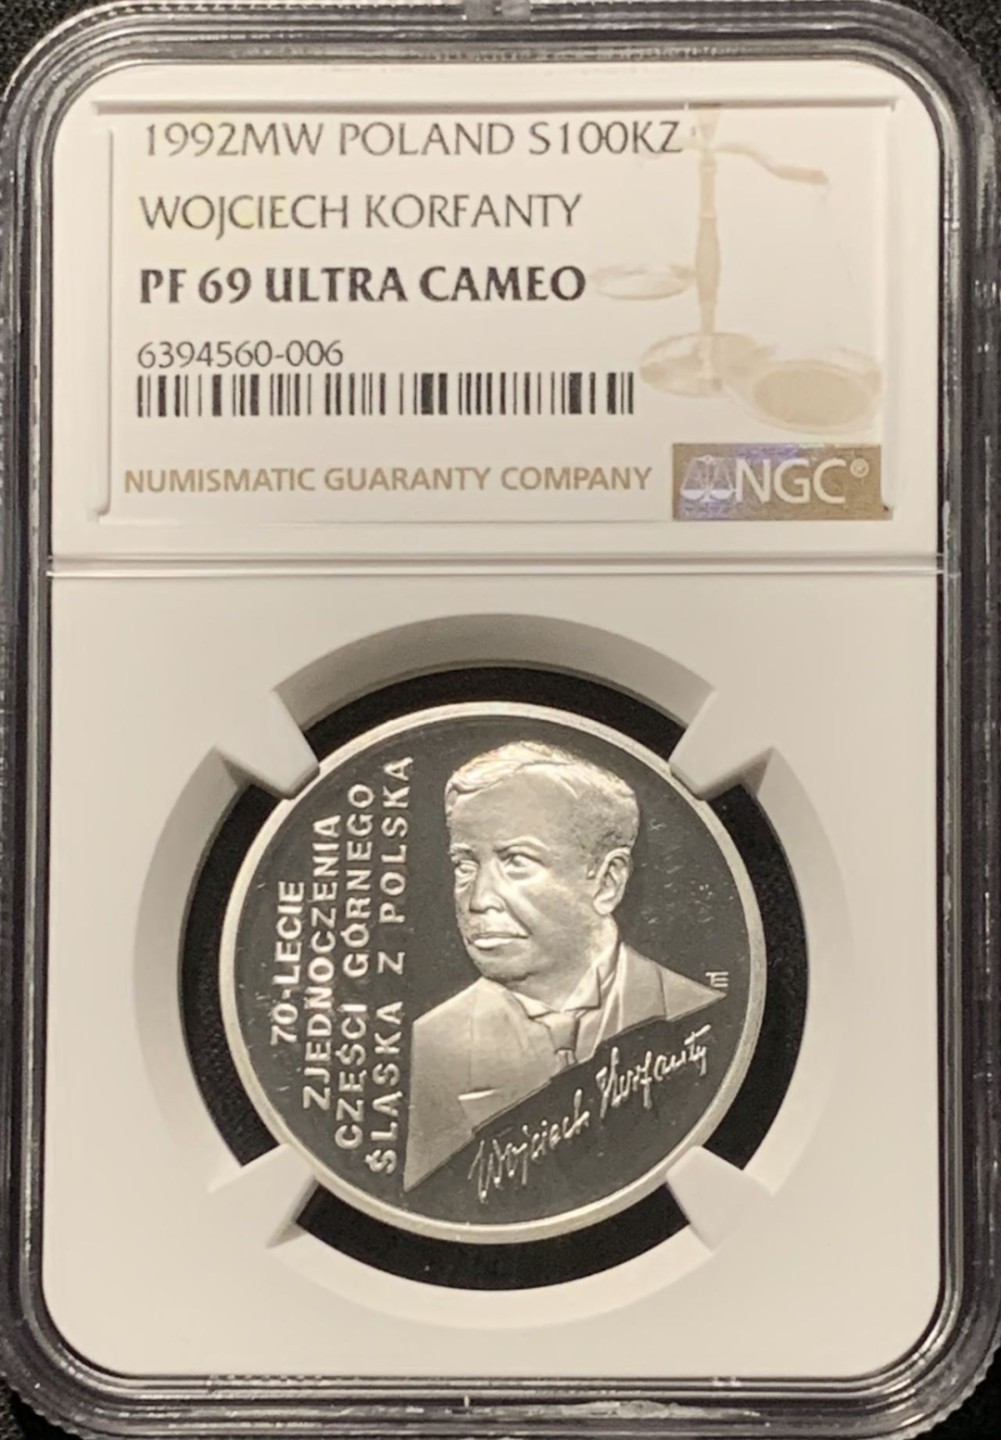 1992MW POLAND S100KZ
WOJCIECH KORFANTY
PF 69 ULTRA CAMEO
6394560-006
NUMISMATIC GUARANTY COMPANY
NGC®
70-LECIE
ZJEDNOCZENIA
CZĘŚCI GÓRNEGO
ŚLĄSKA Z POLSKĄ
Wojciech Korfanty